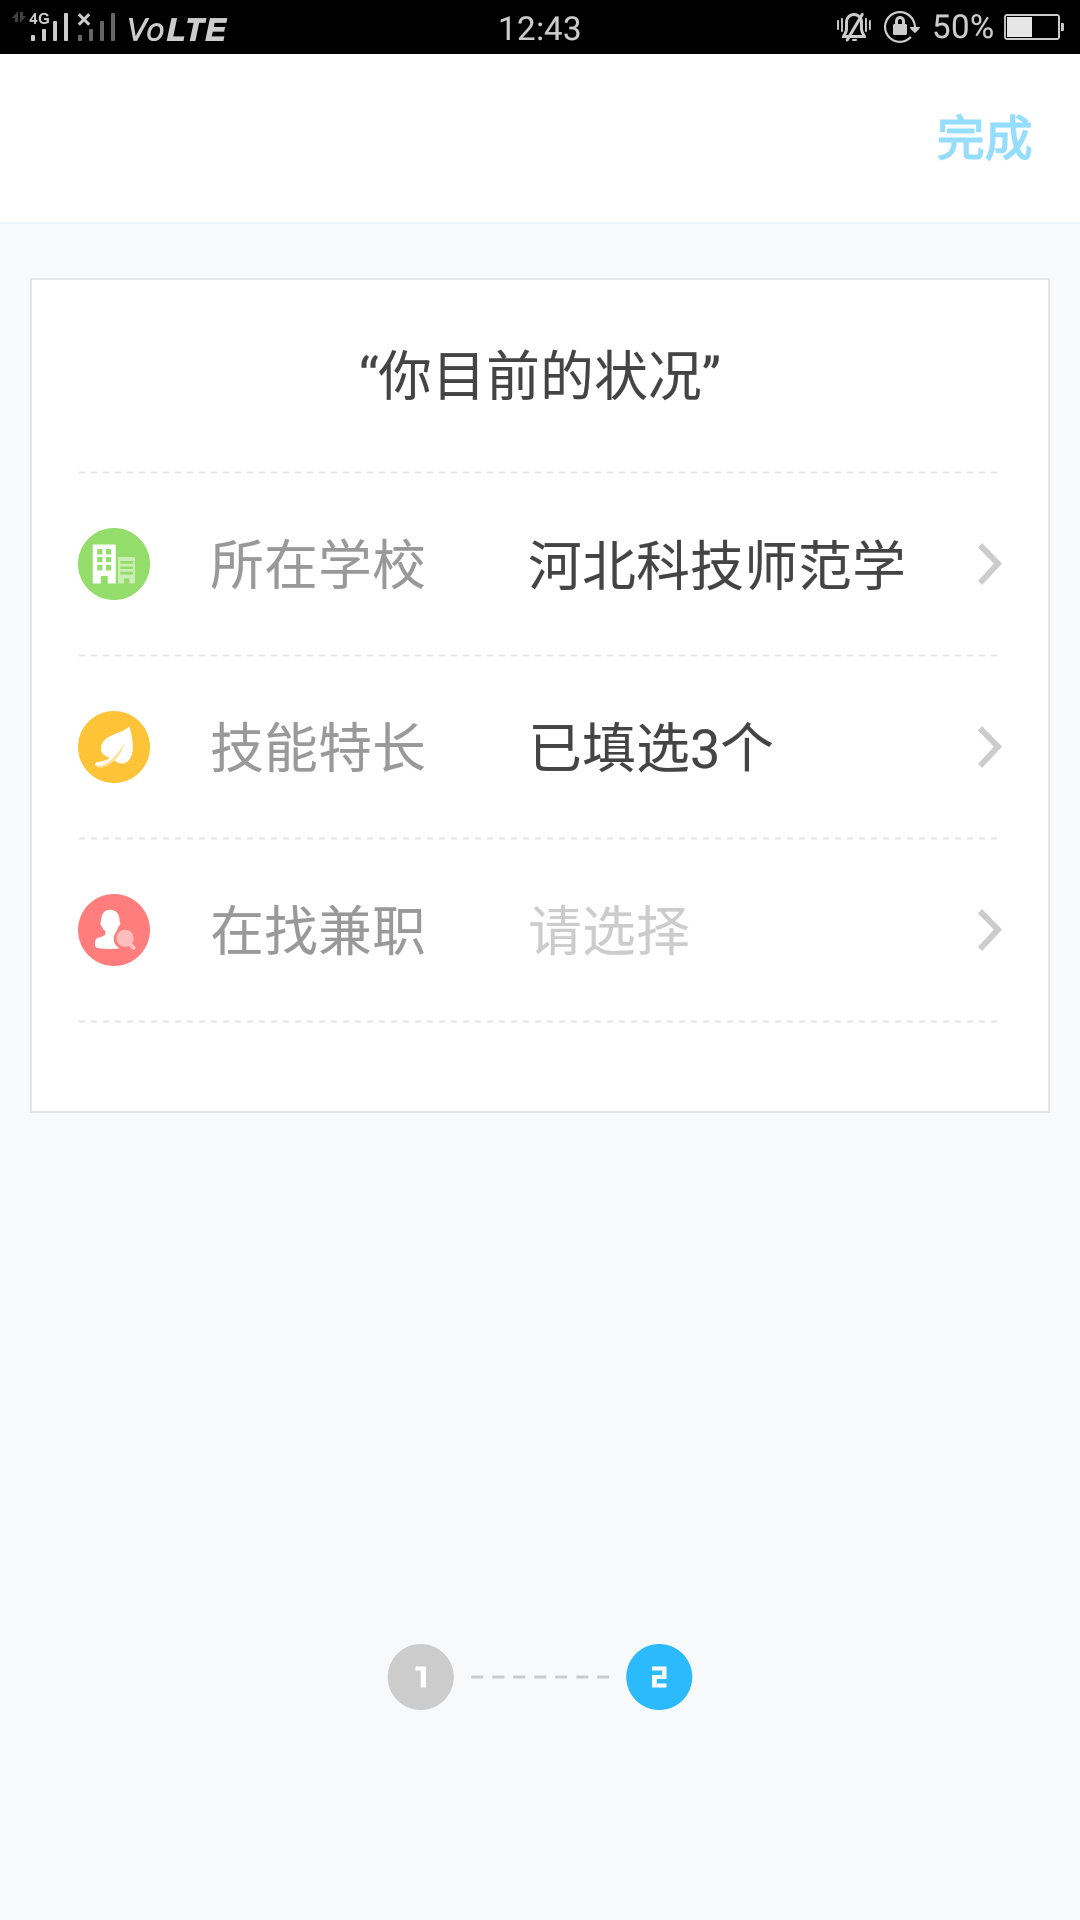 4G VoLTE 12:43 50%
完成
“你目前的状况”
所在学校 河北科技师范学
技能特长 已填选3个
在找兼职 请选择
1 2